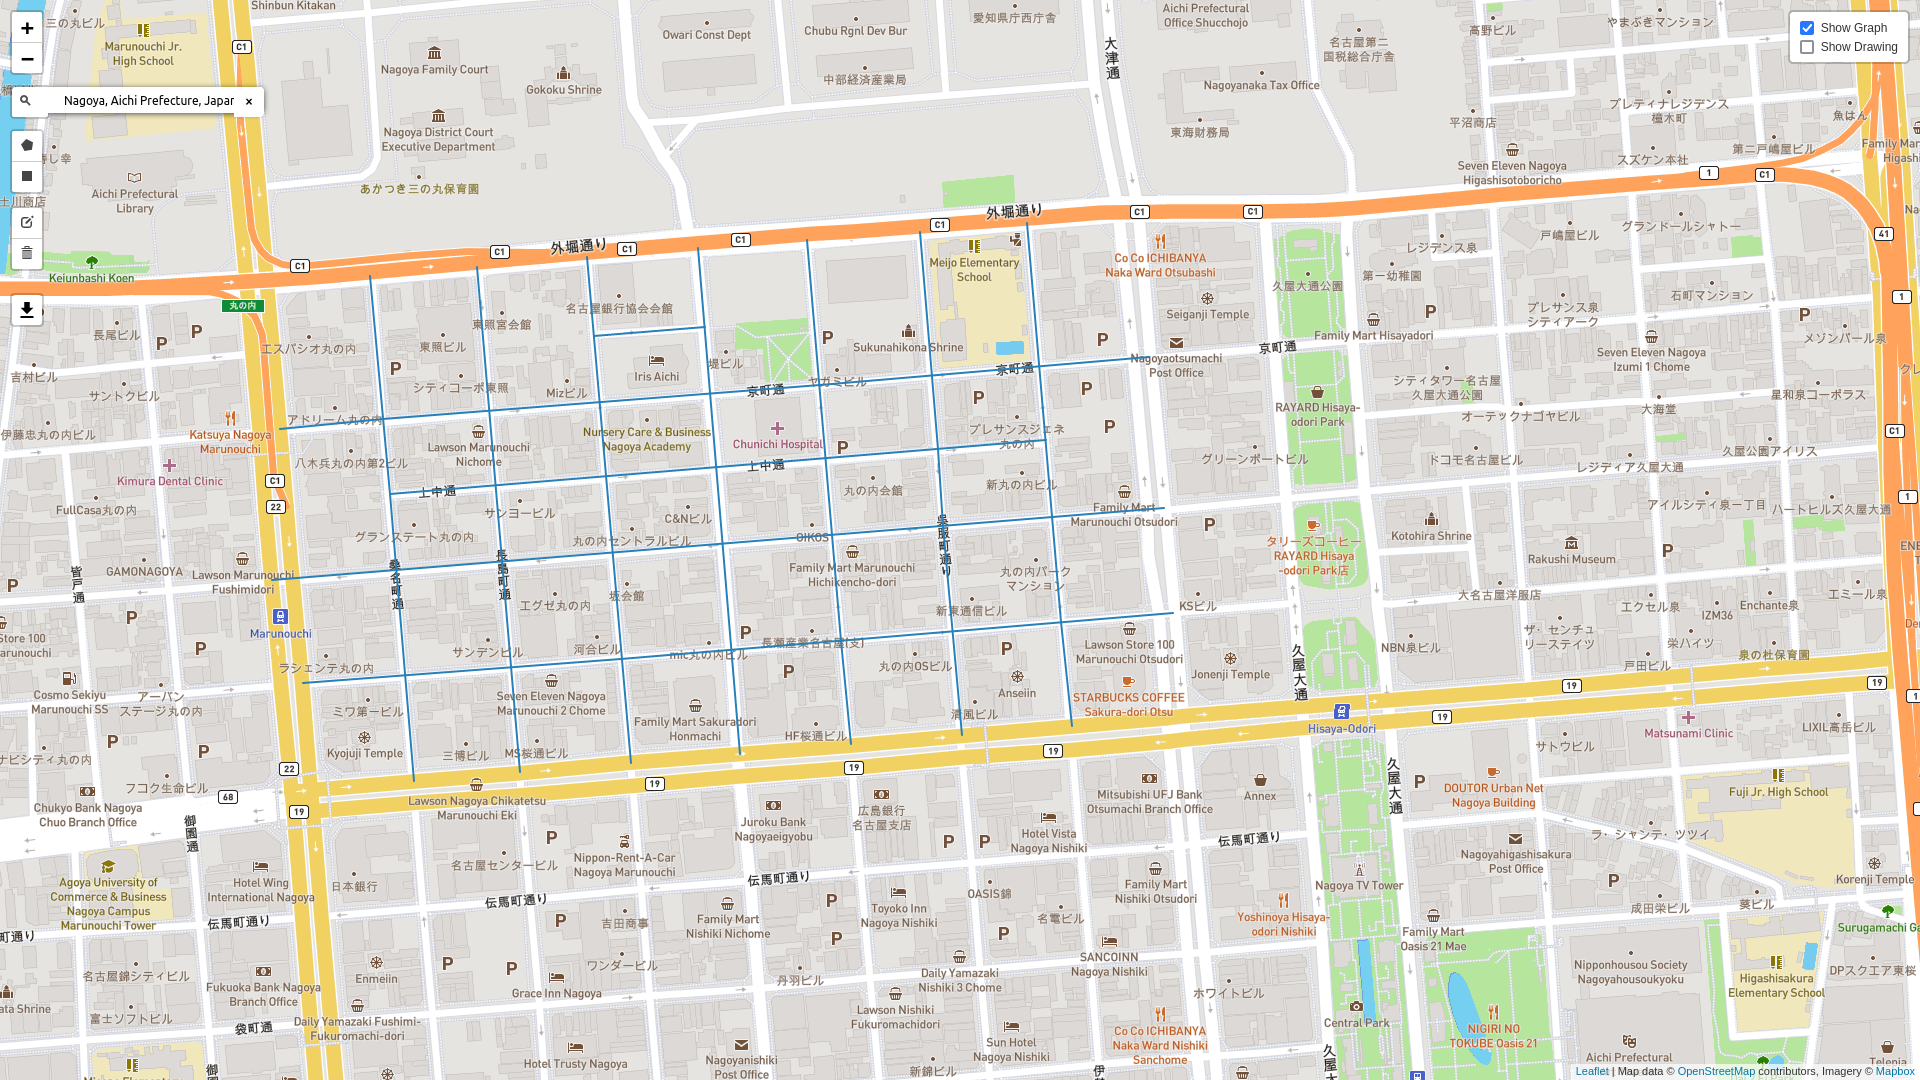 Shinbun Kitakan
三の丸ビル
Marunouchi Jr.
High School
C1
Nagoya Family Court
Gokoku Shrine
Owari Const Dept
Chubu Rgnl Dev Bur
中部経済産業局
愛知県庁西庁舎
大津通
Aichi Prefectural
Office Shucchojo
名古屋第二
国税総合庁舎
Nagoyanaka Tax Office
東海財務局
高野ビル
やまぶきマンション
Show Graph
Show Drawing
+
−
Nagoya, Aichi Prefecture, Japan
×
Nagoya District Court
Executive Department
Aichi Prefectural
Library
あかつき三の丸保育園
平沼商店
プレティナレジデンス
橦木町
魚はん
Seven Eleven Nagoya
Higashisotoboricho
スズケン本社
第二戸嶋屋ビル
Family Mar
Keiunbashi Koen
外堀通り
外堀通り
丸の内
Meijo Elementary
School
Co Co ICHIBANYA
Naka Ward Otsubashi
久屋大通公園
レジデンス泉
戸嶋屋ビル
グランドールシャトー
第一幼稚園
石町マンション
Seiganji Temple
プレサンス泉
シティアーク
長尾ビル
エスパシオ丸の内
東照宮会館
東照ビル
名古屋銀行協会会館
Iris Aichi
堤ビル
Sukunahikona Shrine
Nagoyaotsumachi
Post Office
京町通
Family Mart Hisayadori
Seven Eleven Nagoya
Izumi 1 Chome
メゾンパール泉
吉村ビル
サントクビル
シティコーポ東照
Mizビル
京町通
ヤガミビル
京町通
シティタワー名古屋
久屋大通公園
星和泉コーポラス
伊藤忠丸の内ビル
Katsuya Nagoya
Marunouchi
アドリーム丸の内
Lawson Marunouchi
Nichome
Nursery Care & Business
Nagoya Academy
Chunichi Hospital
プレサンスジェネ
丸の内
RAYARD Hisaya-
odori Park
オーテックナゴヤビル
大海堂
Kimura Dental Clinic
八木兵丸の内第2ビル
上中通
上中通
グリーンポートビル
ドコモ名古屋ビル
レジディア久屋大通
久屋公園アイリス
FullCasa丸の内
サンヨービル
C&Nビル
丸の内会館
新丸の内ビル
Family Mart
Marunouchi Otsudori
アイルシティ泉一丁目
ハートヒルズ久屋大通
グランステート丸の内
丸の内セントラルビル
OIKOS
呉服町通り
タリーズコーヒー
RAYARD Hisaya
-odori Park店
Kotohira Shrine
Rakushi Museum
皆戸通
GAMONAGOYA
Lawson Marunouchi
Fushimidori
桑名町通
長島町通
エグゼ丸の内
坂会館
Family Mart Marunouchi
Hichikencho-dori
丸の内パーク
マンション
新東通信ビル
KSビル
大名古屋洋服店
エクセル泉
IZM36
Enchante泉
エミール泉
Marunouchi
サンデンビル
河合ビル
mic丸の内ビル
長瀬産業名古屋(支)
丸の内OSビル
Lawson Store 100
Marunouchi Otsudori
NBN泉ビル
ザ・センチュ
リーステイツ
栄ハイツ
戸田ビル
泉の杜保育園
ラシェンテ丸の内
Cosmo Sekiyu
Marunouchi SS
アーバン
ステージ丸の内
ミワ第一ビル
Seven Eleven Nagoya
Marunouchi 2 Chome
Family Mart Sakuradori
Honmachi
Anseiin
Jonenji Temple
久屋大通
STARBUCKS COFFEE
Sakura-dori Otsu
清風ビル
HF桜通ビル
Kyojuji Temple
三博ビル
MS桜通ビル
Hisaya-Odori
サトウビル
Matsunami Clinic
LIXIL高岳ビル
フコク生命ビル
Chukyo Bank Nagoya
Chuo Branch Office
御園通
Lawson Nagoya Chikatetsu
Marunouchi Eki
Juroku Bank
Nagoyaeigyobu
広島銀行
名古屋支店
Mitsubishi UFJ Bank
Otsumachi Branch Office
Annex
久屋大通
DOUTOR Urban Net
Nagoya Building
Fuji Jr. High School
Hotel Vista
Nagoya Nishiki
伝馬町通り
ラ・シャンテ・ツツイ
名古屋センタービル
Nippon-Rent-A-Car
Nagoya Marunouchi
伝馬町通り
Nagoyahigashisakura
Post Office
Agoya University of
Commerce & Business
Nagoya Campus
Marunouchi Tower
Hotel Wing
International Nagoya
日本銀行
伝馬町通り
伝馬町通り
吉田商事
Family Mart
Nishiki Nichome
Toyoko Inn
Nagoya Nishiki
OASIS錦
名電ビル
Family Mart
Nishiki Otsudori
Nagoya TV Tower
Yoshinoya Hisaya-
odori Nishiki
Family Mart
Oasis 21 Mae
Korenji Temple
成田栄ビル
葵ビル
Surugamachi Ga
名古屋錦シティビル
Fukuoka Bank Nagoya
Branch Office
Enmeiin
ワンダービル
Grace Inn Nagoya
丹羽ビル
Daily Yamazaki
Nishiki 3 Chome
SANCOINN
Nagoya Nishiki
ホワイトビル
Nipponhousou Society
Nagoyahousoukyoku
Higashisakura
Elementary School
DPスクエア東桜
富士ソフトビル
袋町通
Daily Yamazaki Fushimi-
Fukuromachi-dori
Lawson Nishiki
Fukuromachidori
Central Park
NIGIRI NO
TOKUBE Oasis 21
Hotel Trusty Nagoya
Nagoyanishiki
Post Office
新錦ビル
Sun Hotel
Nagoya Nishiki
Co Co ICHIBANYA
Naka Ward Nishiki
Sanchome
Aichi Prefectural
Leaflet | Map data © OpenStreetMap contributors, Imagery © Mapbox